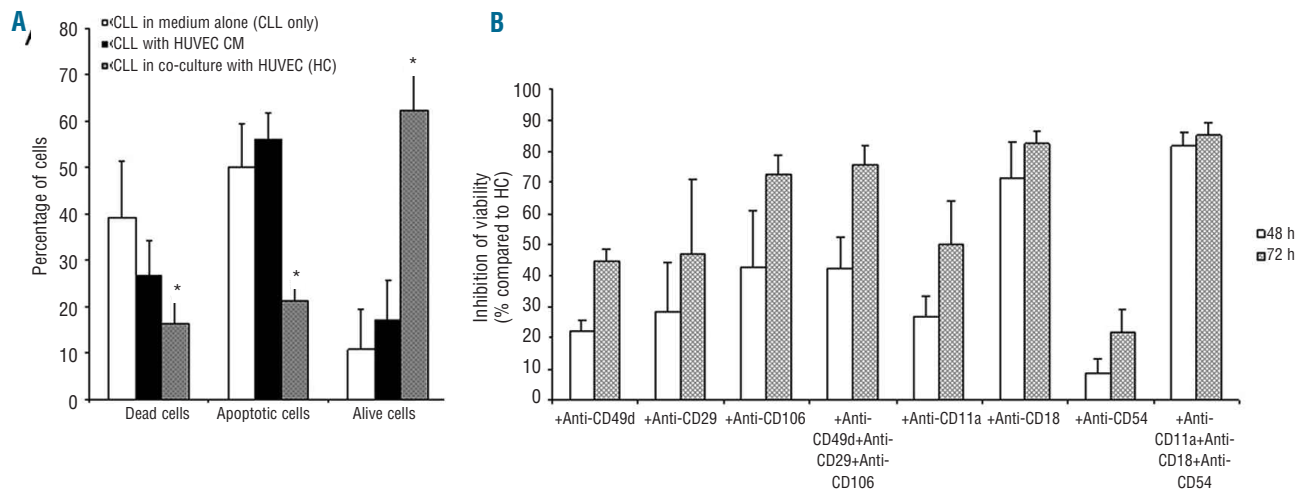 A
CLL in medium alone (CLL only)
CLL with HUVEC CM
CLL in co-culture with HUVEC (HC)
Percentage of cells
80
70
60
50
40
30
20
10
0
*
*
*
Dead cells
Apoptotic cells
Alive cells
B
Inhibition of viability
(% compared to HC)
100
90
80
70
60
50
40
30
20
10
0
+Anti-CD49d
+Anti-CD29
+Anti-CD106
+Anti-
CD49d+Anti-
CD29+Anti-
CD106
+Anti-CD11a
+Anti-CD18
+Anti-CD54
+Anti-
CD11a+Anti-
CD18+Anti-
CD54
48 h
72 h